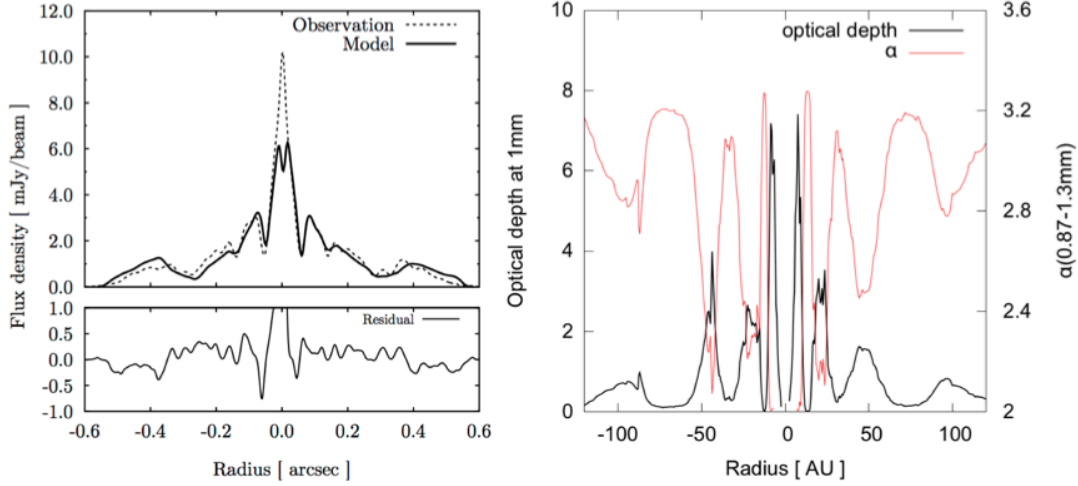 Observation
Model
12.0
10.0
8.0
6.0
4.0
2.0
0.0
Flux density [ mJy/beam ]
1.0
0.5
0.0
-0.5
-1.0
Residual
-0.6 -0.4 -0.2 0.0 0.2 0.4 0.6
Radius [ arcsec ]
optical depth
α
10
8
6
4
2
0
Optical depth at 1mm
3.6
3.2
2.8
2.4
2
α(0.87-1.3mm)
-100 -50 0 50 100
Radius [ AU ]